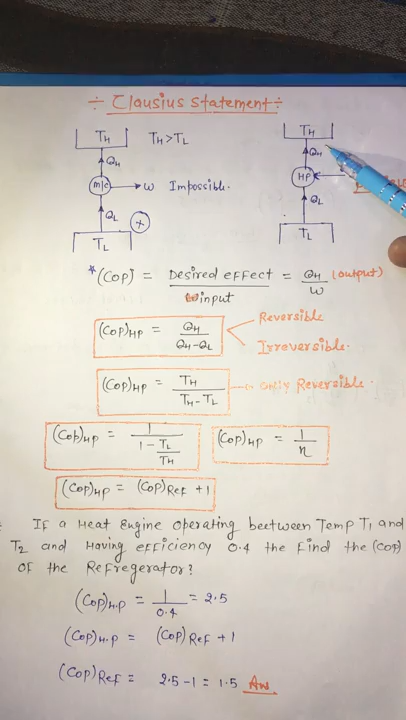 ÷ Clausius Statement ÷
TH TH > TL TH
QH QH
M/C → W Impossible. HP
QL QL
TL TL
*(COP) = Desired effect / input = QH / W (output)
(COP)HP = QH / QH - QL Reversible
Irreversible.
(COP)HP = TH / TH - TL only Reversible.
(COP)HP = 1 / 1 - TL/TH (COP)HP = 1 / η
(COP)HP = (COP)Ref + 1
If a Heat Engine operating beetween Temp T1 and
T2 and Having efficiency 0.4 the find the (COP)
of the Refregerator?
(COP)H.P = 1 / 0.4 = 2.5
(COP)H.P = (COP)Ref + 1
(COP)Ref = 2.5 - 1 = 1.5 Ans